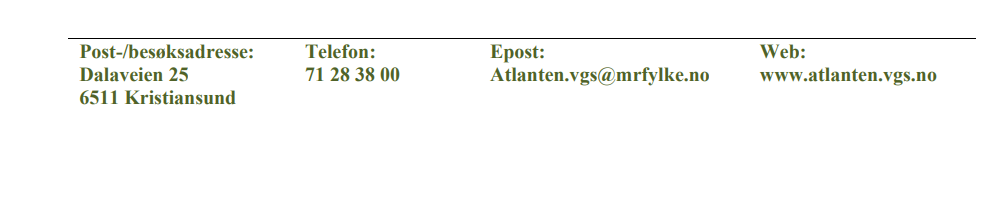 Post-/besøksadresse: Telefon: Epost: Web:
Dalaveien 25 71 28 38 00 Atlanten.vgs@mrfylke.no www.atlanten.vgs.no
6511 Kristiansund